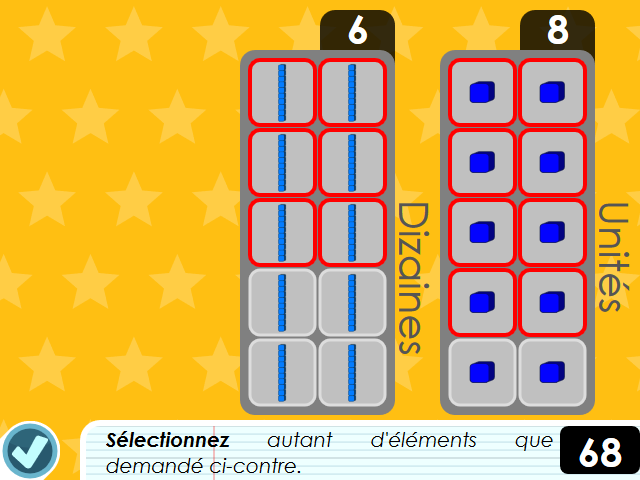 6
8
Dizaines
Unités
Sélectionnez autant d'éléments que
demandé ci-contre.
68